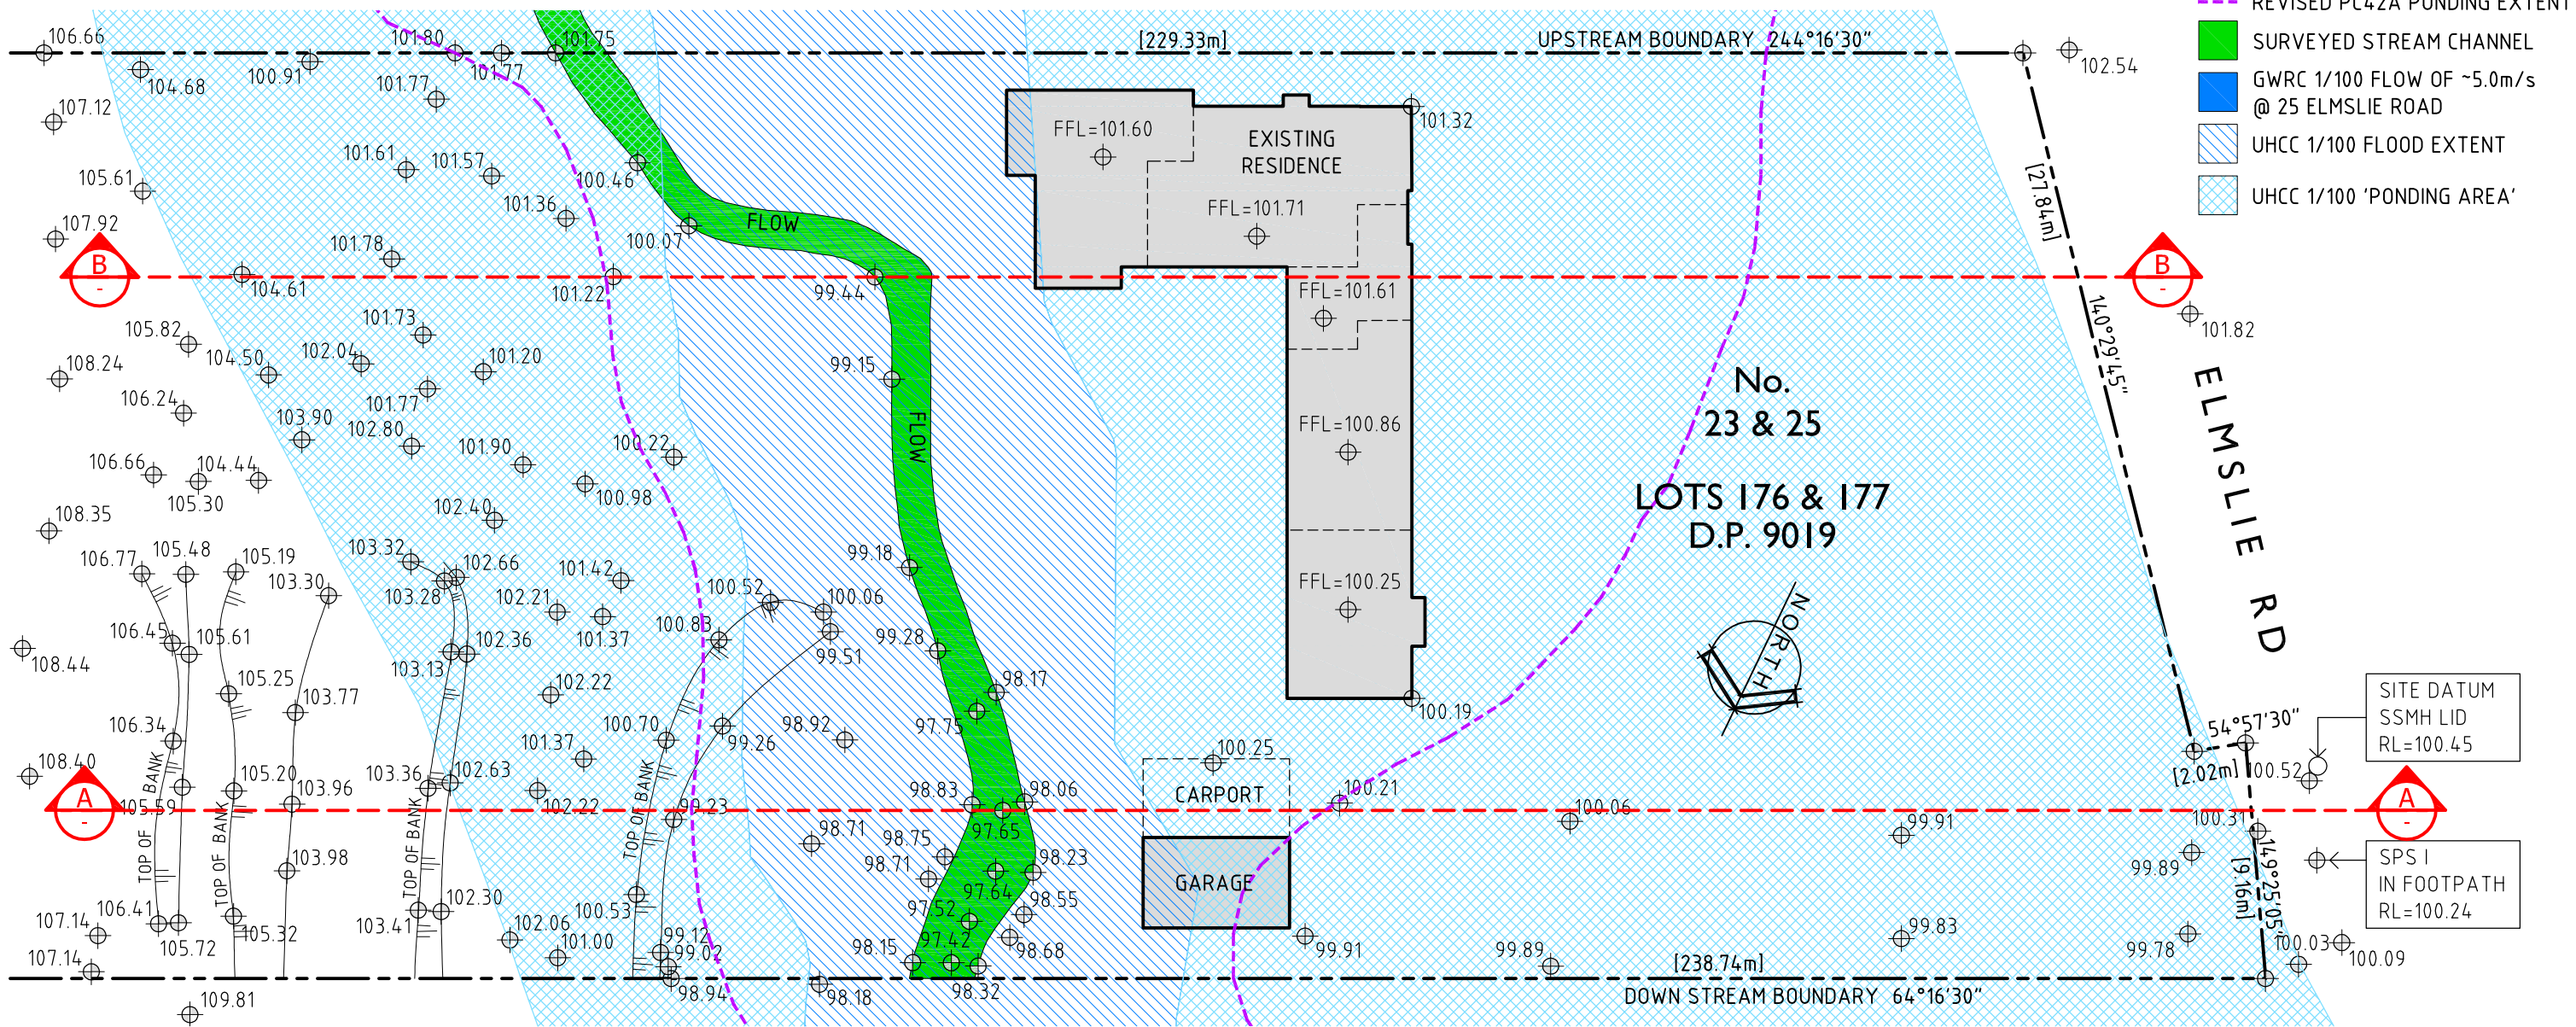 REVISED PC42A PONDING EXTENT
SURVEYED STREAM CHANNEL
GWRC 1/100 FLOW OF ~5.0m/s
@ 25 ELMSLIE ROAD
UHCC 1/100 FLOOD EXTENT
UHCC 1/100 'PONDING AREA'
106.66
101.80
101.75
[229.33m]
UPSTREAM BOUNDARY 244°16'30"
104.68
100.91
101.77
101.77
102.54
107.12
FFL=101.60
EXISTING
RESIDENCE
101.32
101.61
101.57
100.46
105.61
101.36
FFL=101.71
[27.84m]
107.92
100.07
FLOW
101.78
B
-
104.61
101.22
99.44
FFL=101.61
B
-
101.82
140°29'45"
105.82
101.73
104.50
102.04
101.20
99.15
108.24
101.77
106.24
No.
23 & 25
ELMSLIE RD
103.90
102.80
101.90
100.22
FLOW
FFL=100.86
106.66
104.44
105.30
100.98
LOTS 176 & 177
D.P. 9019
102.40
108.35
106.77
105.48
105.19
103.30
103.32
102.66
101.42
99.18
FFL=100.25
103.28
102.21
100.52
100.06
NORTH
106.45
105.61
101.37
100.83
99.28
108.44
102.36
103.13
99.51
105.25
103.77
102.22
98.17
SITE DATUM
SSMH LID
RL=100.45
106.34
100.70
99.26
98.92
97.75
100.19
54°57'30"
[2.02m]
100.52
108.40
101.37
100.25
105.20
103.96
103.36
102.63
A
-
105.59
102.22
99.23
98.83
98.06
CARPORT
100.21
A
-
TOP OF BANK
TOP OF BANK
TOP OF BANK
TOP OF BANK
97.65
100.06
99.91
100.31
98.71
98.75
98.71
98.23
GARAGE
99.89
149°25'05"
[9.16m]
SPS I
IN FOOTPATH
RL=100.24
103.98
97.64
98.55
107.14
106.41
105.72
105.32
103.41
102.30
102.06
100.53
97.52
101.00
99.12
99.02
98.15
97.42
98.68
99.91
99.89
99.83
99.78
100.03
100.09
107.14
[238.74m]
109.81
98.94
98.18
98.32
DOWN STREAM BOUNDARY 64°16'30"